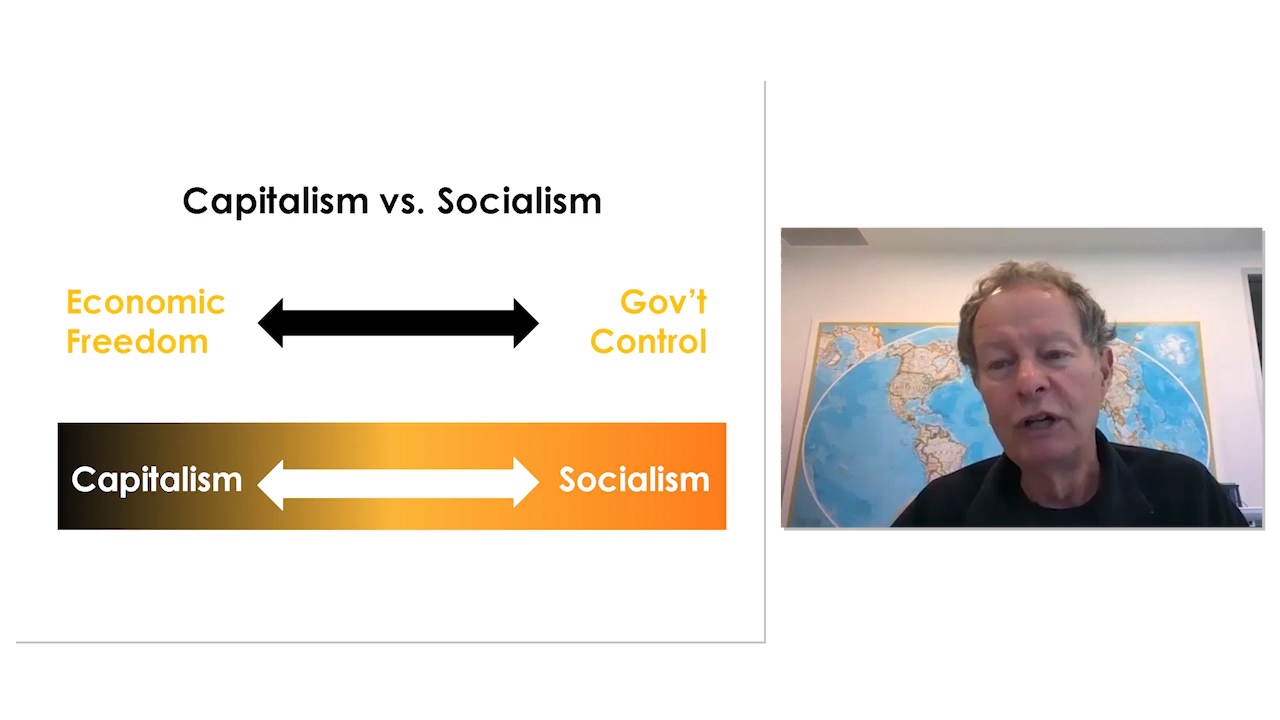 Capitalism vs. Socialism
Economic
Freedom
Gov’t
Control
Capitalism
Socialism